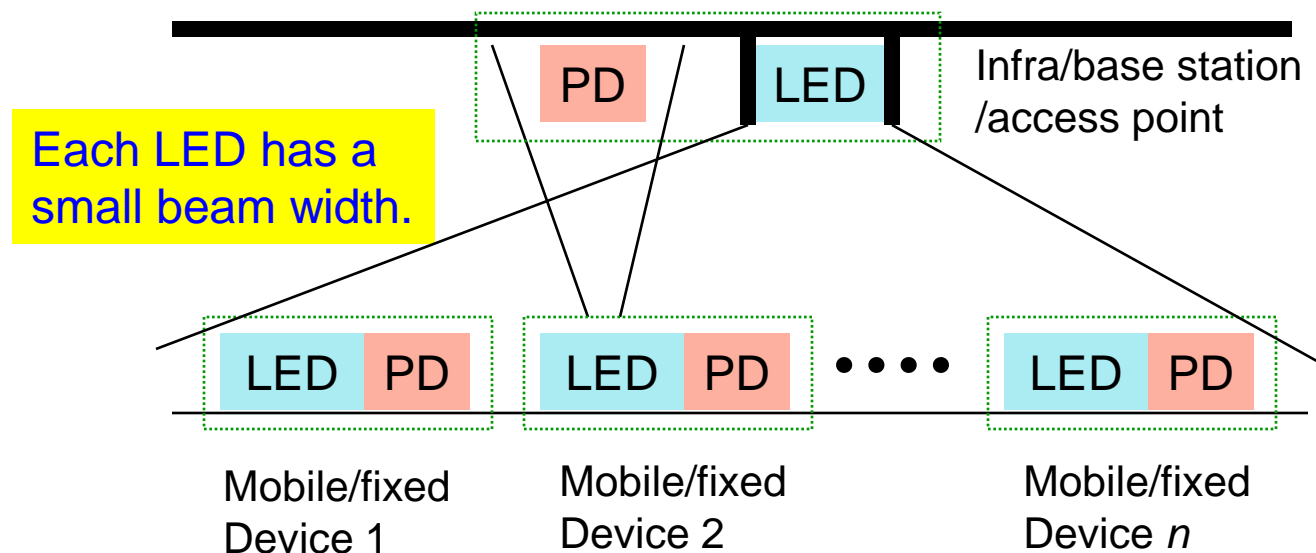 PD
LED
Infra/base station
/access point
Each LED has a
small beam width.
LED PD
LED PD
LED PD
Mobile/fixed
Device 1
Mobile/fixed
Device 2
Mobile/fixed
Device n